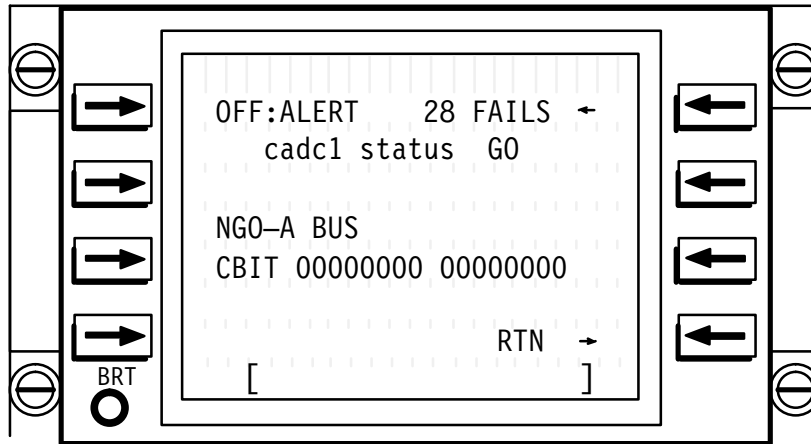 OFF:ALERT 28 FAILS ←
cadc1 status GO
NGO–A BUS
CBIT 00000000 00000000
RTN →
[ ]
BRT